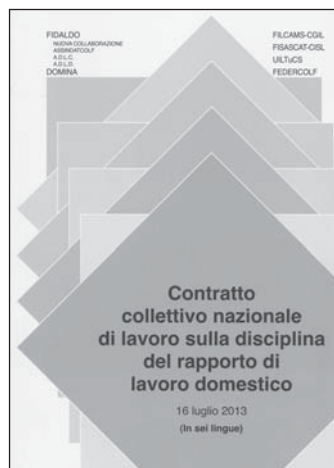 FIDALDO
NUOVA COLLABORAZIONE
ASSINDATCOLF
A.D.L.C.
A.D.L.D.
DOMINA
FILCAMS-CGIL
FISASCAT-CISL
UILTuCS
FEDERCOLF
Contratto
collettivo nazionale
di lavoro sulla disciplina
del rapporto di
lavoro domestico
16 luglio 2013
(In sei lingue)